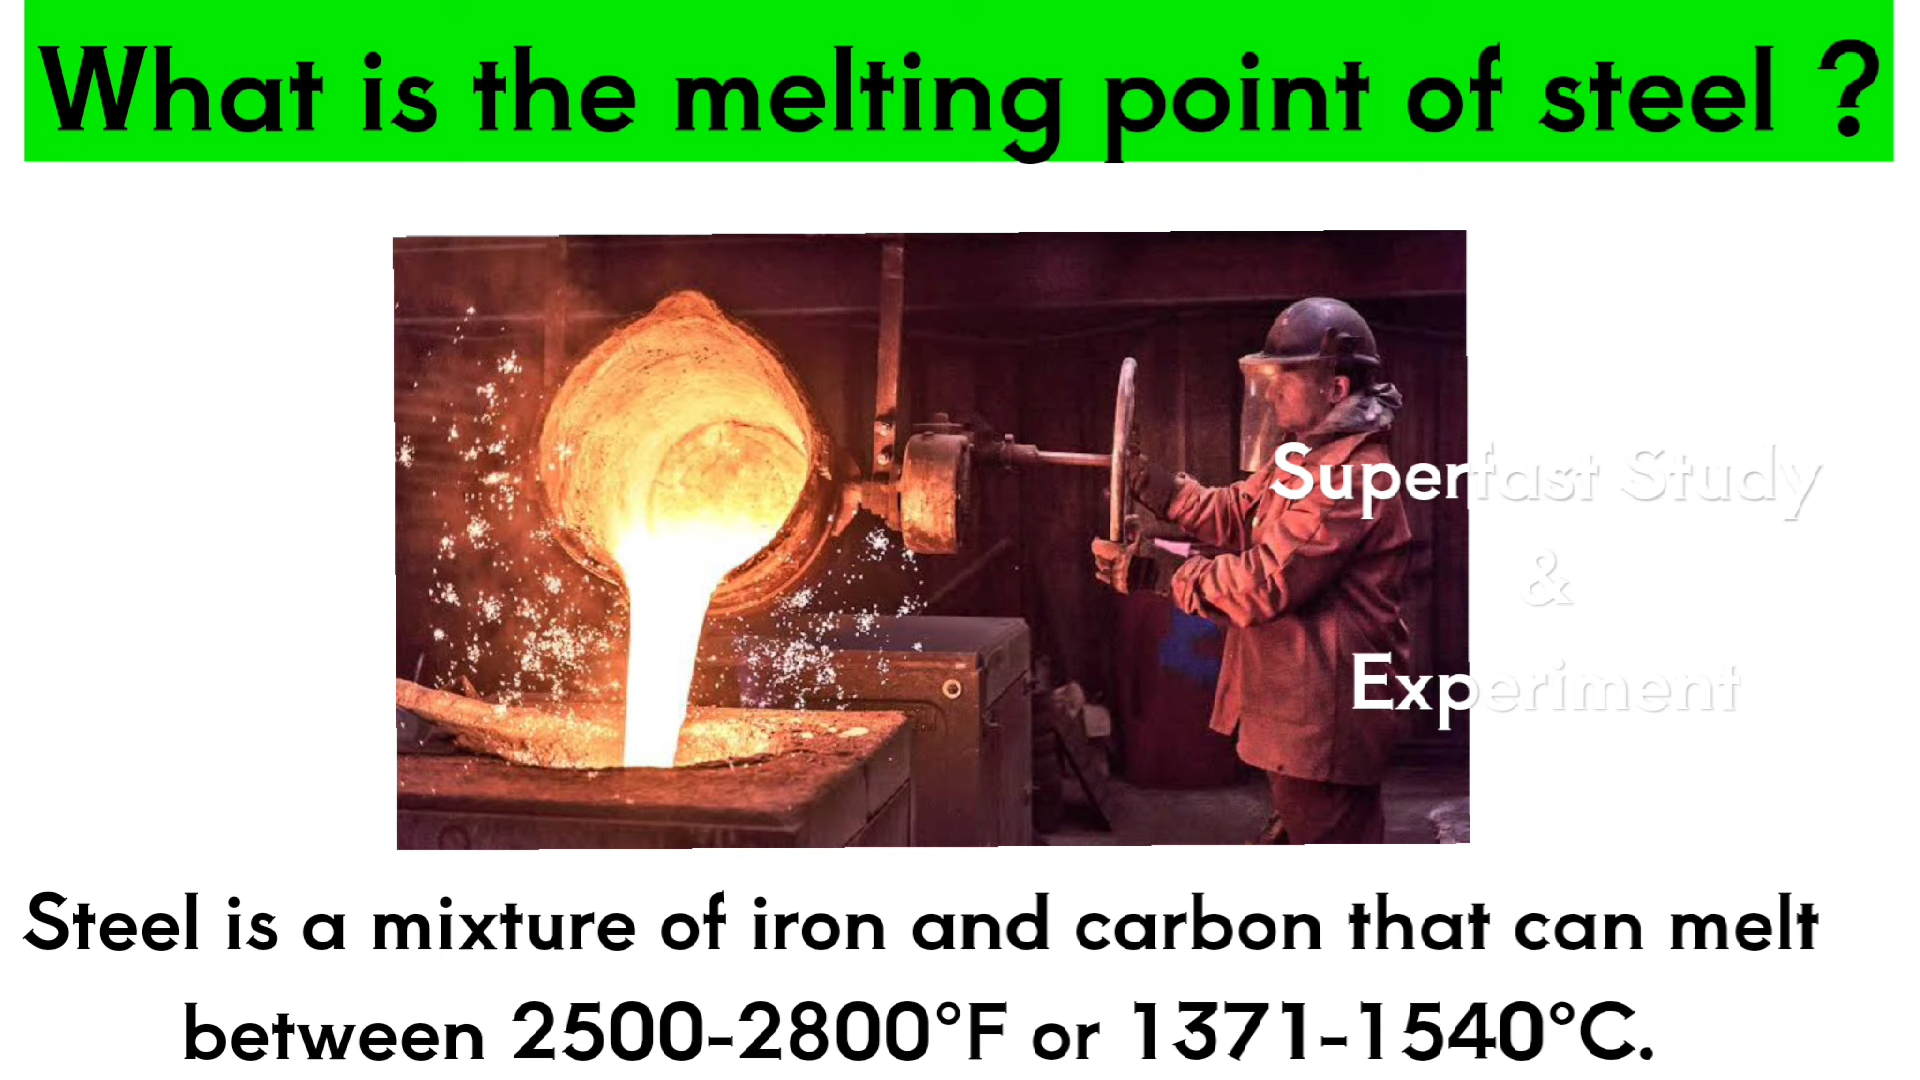 What is the melting point of steel ?
Superfast Study
&
Experiment
Steel is a mixture of iron and carbon that can melt
between 2500-2800°F or 1371-1540°C.